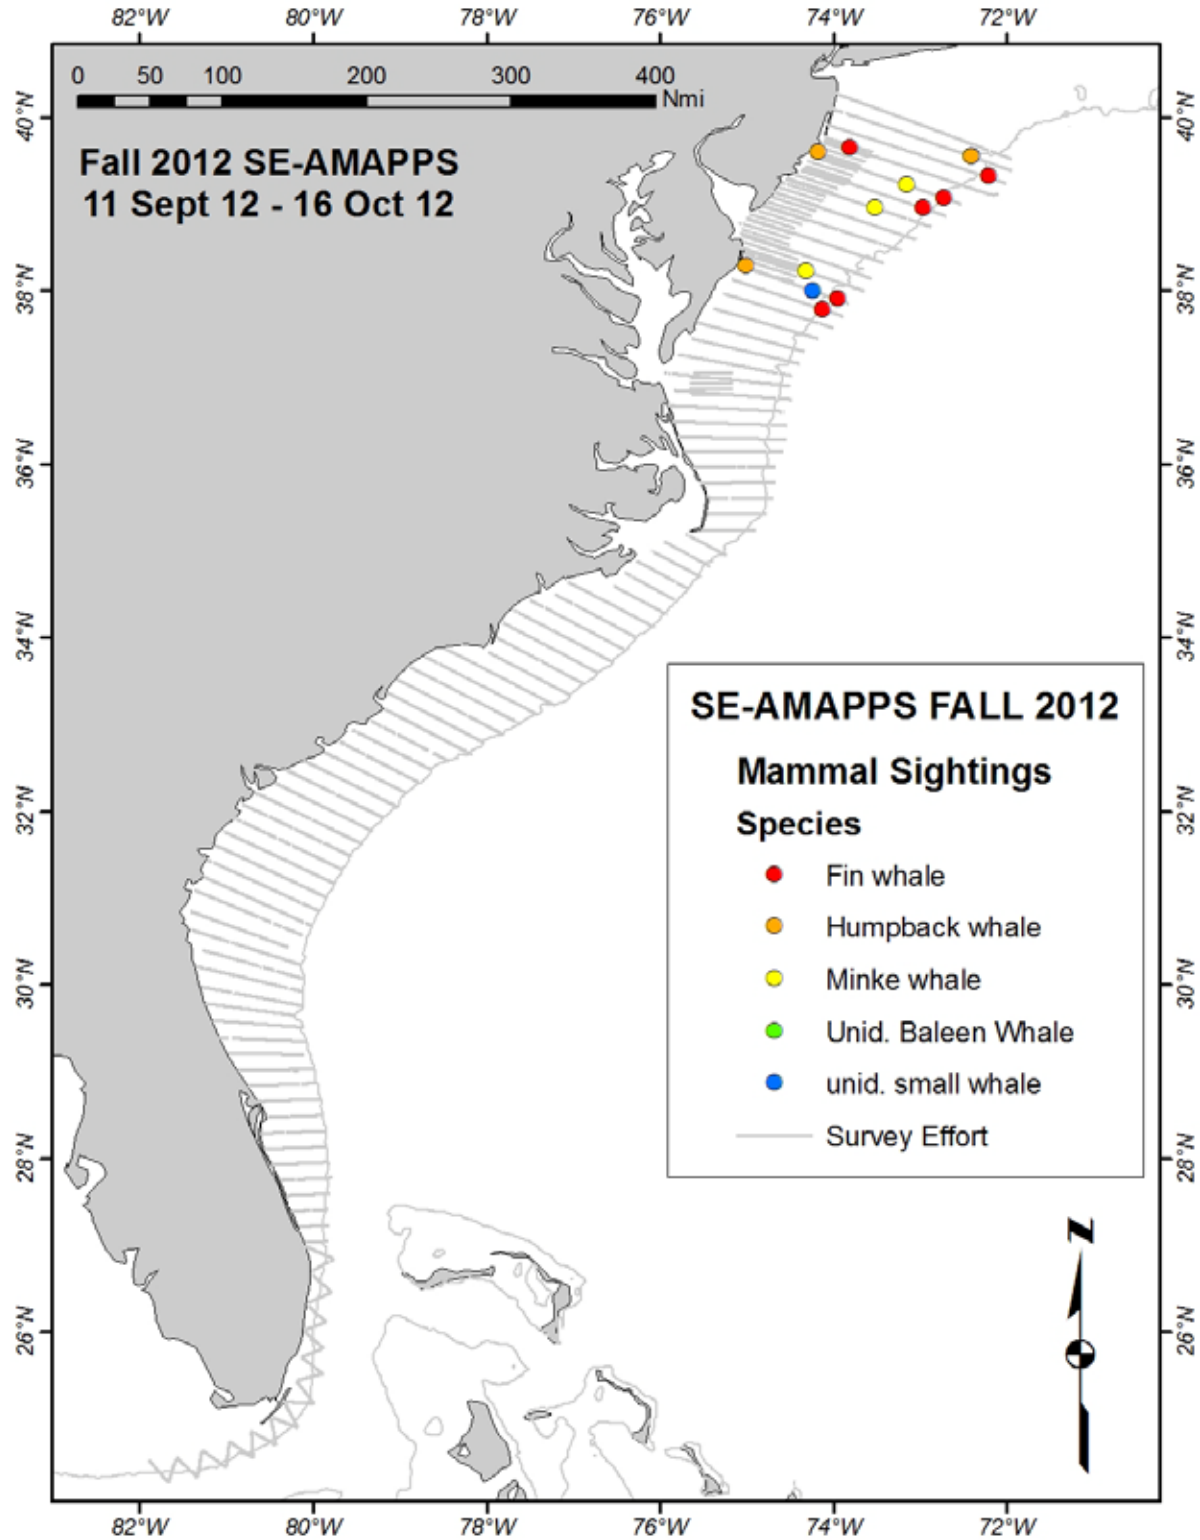 82°W 80°W 78°W 76°W 74°W 72°W
0 50 100 200 300 400
Nmi
Fall 2012 SE-AMAPPS
11 Sept 12 - 16 Oct 12
40°N 40°N
38°N 38°N
36°N 36°N
34°N 34°N
SE-AMAPPS FALL 2012
Mammal Sightings
Species
32°N 32°N
Fin whale
Humpback whale
Minke whale
30°N 30°N
Unid. Baleen Whale
unid. small whale
Survey Effort
28°N 28°N
N
26°N 26°N
82°W 80°W 78°W 76°W 74°W 72°W